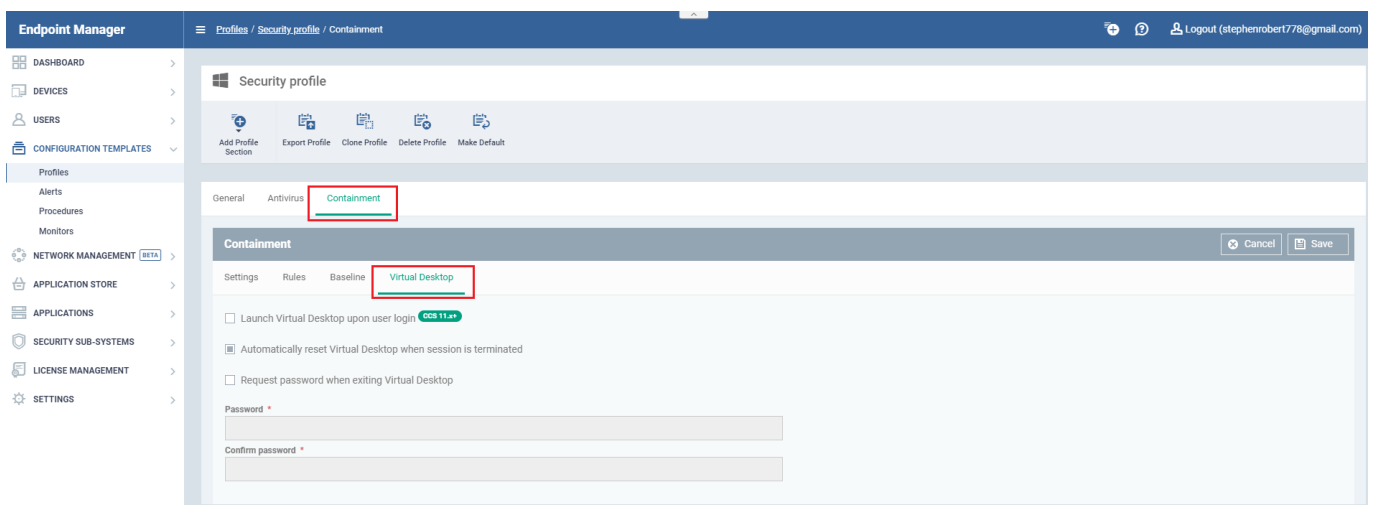 Endpoint Manager
Profiles / Security profile / Containment
Logout (stephenrobert778@gmail.com)
DASHBOARD
DEVICES
USERS
CONFIGURATION TEMPLATES
Profiles
Alerts
Procedures
Monitors
NETWORK MANAGEMENT BETA
APPLICATION STORE
APPLICATIONS
SECURITY SUB-SYSTEMS
LICENSE MANAGEMENT
SETTINGS
Security profile
Add Profile Section
Export Profile
Clone Profile
Delete Profile
Make Default
General Antivirus Containment
Containment
Cancel Save
Settings Rules Baseline Virtual Desktop
Launch Virtual Desktop upon user login CCS 11.x+
Automatically reset Virtual Desktop when session is terminated
Request password when exiting Virtual Desktop
Password *
Confirm password *